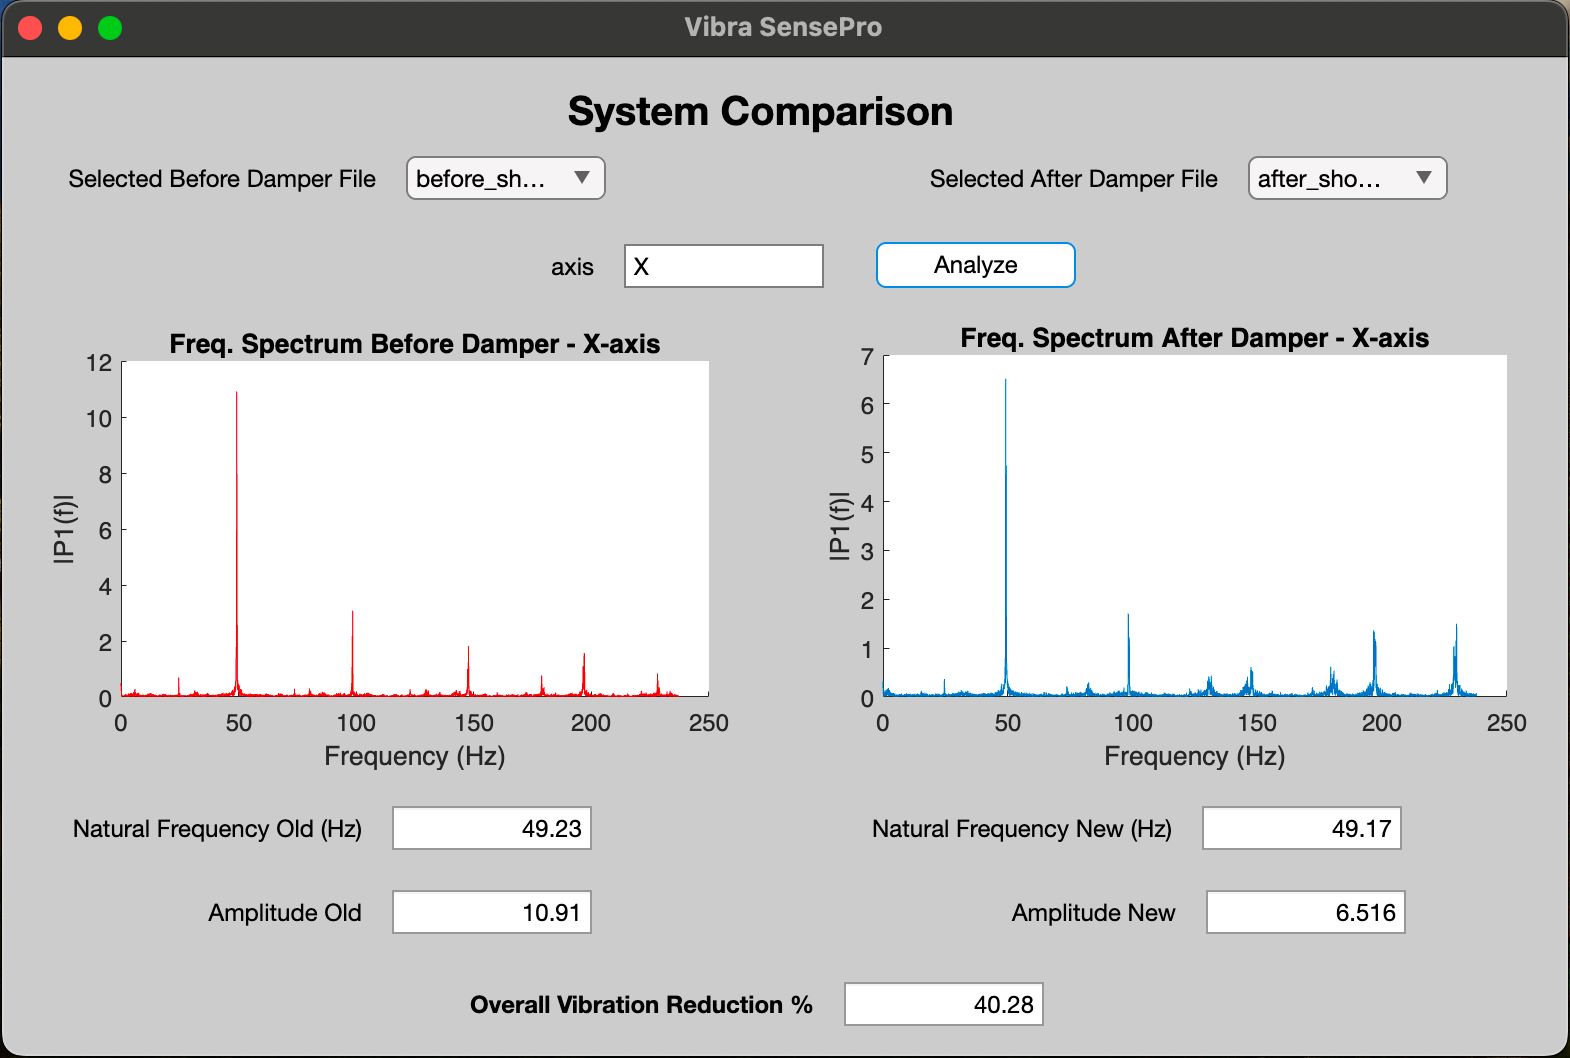 Vibra SensePro
System Comparison
Selected Before Damper File before_sh...
Selected After Damper File after_sho...
axis X Analyze
Freq. Spectrum Before Damper - X-axis
12
10
8
6
4
2
0
|P1(f)|
0 50 100 150 200 250
Frequency (Hz)
Freq. Spectrum After Damper - X-axis
7
6
5
4
3
2
1
0
|P1(f)|
0 50 100 150 200 250
Frequency (Hz)
Natural Frequency Old (Hz) 49.23
Natural Frequency New (Hz) 49.17
Amplitude Old 10.91
Amplitude New 6.516
Overall Vibration Reduction % 40.28